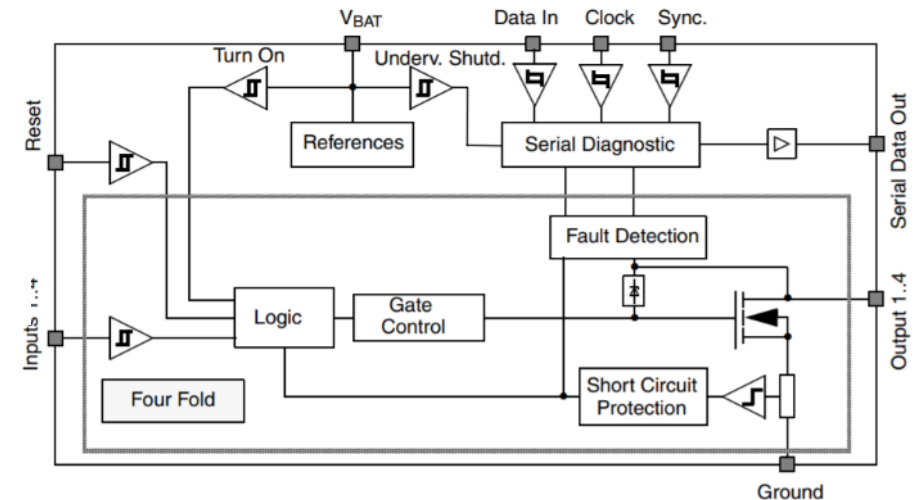 VBAT
Data In
Clock
Sync.
Turn On
Underv. Shutd.
Reset
References
Serial Diagnostic
Serial Data Out
Fault Detection
Inputs
Logic
Gate
Control
Output 1..4
Four Fold
Short Circuit
Protection
Ground